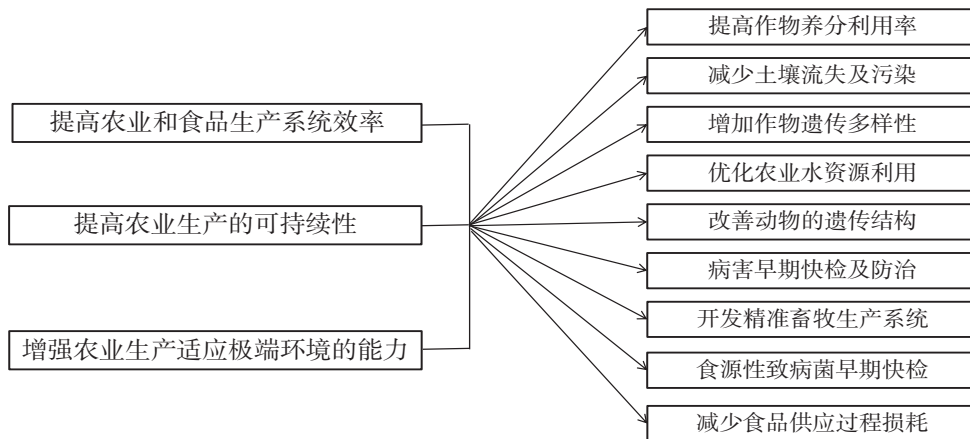 提高农业和食品生产系统效率
提高农业生产的可持续性
增强农业生产适应极端环境的能力
提高作物养分利用率
减少土壤流失及污染
增加作物遗传多样性
优化农业水资源利用
改善动物的遗传结构
病害早期快检及防治
开发精准畜牧生产系统
食源性致病菌早期快检
减少食品供应过程损耗